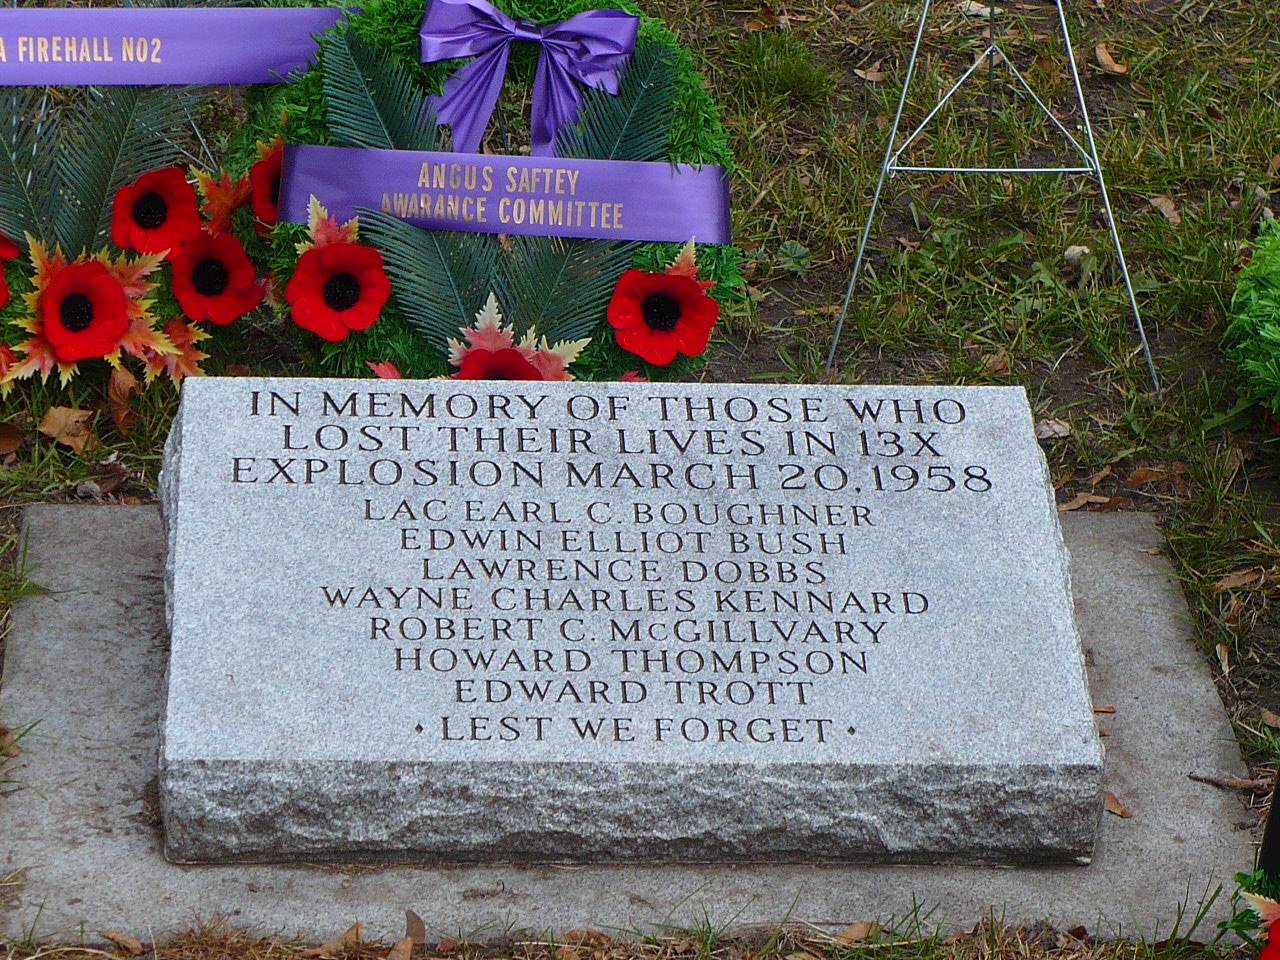 A FIREHALL NO2
ANGUS SAFTEY
AWARANCE COMMITTEE
IN MEMORY OF THOSE WHO
LOST THEIR LIVES IN 13X
EXPLOSION MARCH 20, 1958
LAC EARL C. BOUGHNER
EDWIN ELLIOT BUSH
LAWRENCE DOBBS
WAYNE CHARLES KENNARD
ROBERT C. McGILLVARY
HOWARD THOMPSON
EDWARD TROTT
· LEST WE FORGET ·